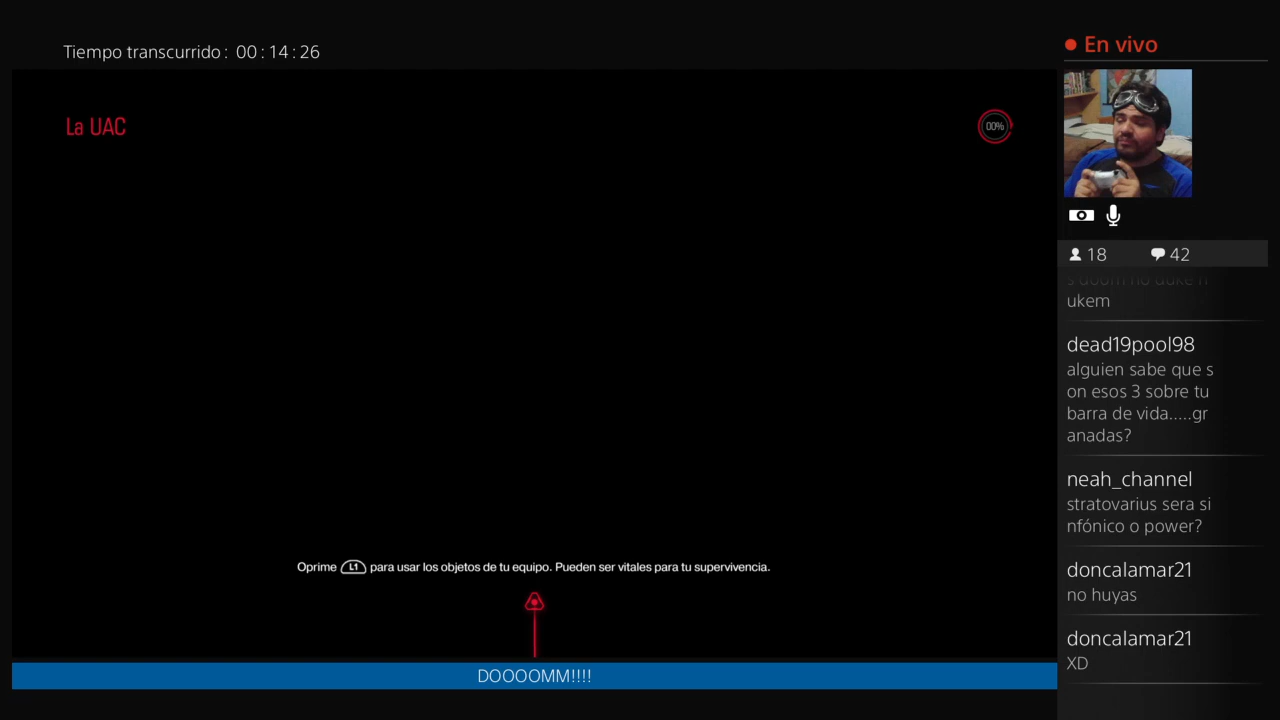 Tiempo transcurrido: 00:14:26
En vivo
La UAC
00%
18 42
ukem
dead19pool98
alguien sabe que s
on esos 3 sobre tu
barra de vida.....gr
anadas?
neah_channel
stratovarius sera si
nfónico o power?
doncalamar21
no huyas
doncalamar21
XD
Oprime L1 para usar los objetos de tu equipo. Pueden ser vitales para tu supervivencia.
DOOOOMM!!!!